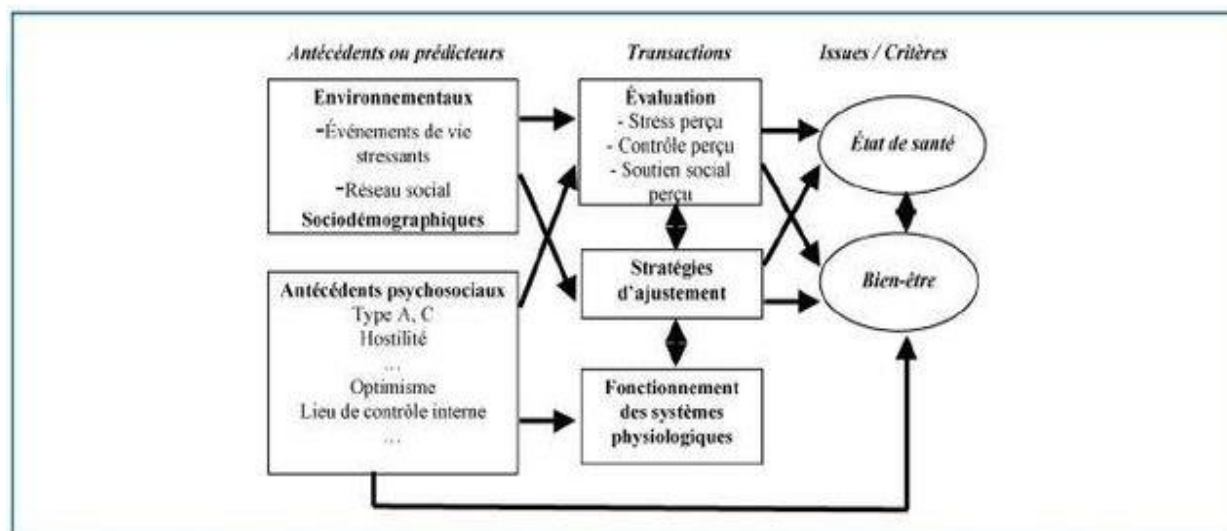 Antécédents ou prédicteurs
Transactions
Issues / Critères
Environnementaux
-Événements de vie
stressants
-Réseau social
Sociodémographiques
Évaluation
- Stress perçu
- Contrôle perçu
- Soutien social
perçu
État de santé
Stratégies
d'ajustement
Bien-être
Antécédents psychosociaux
Type A, C
Hostilité
…
Optimisme
Lieu de contrôle interne
…
Fonctionnement
des systèmes
physiologiques